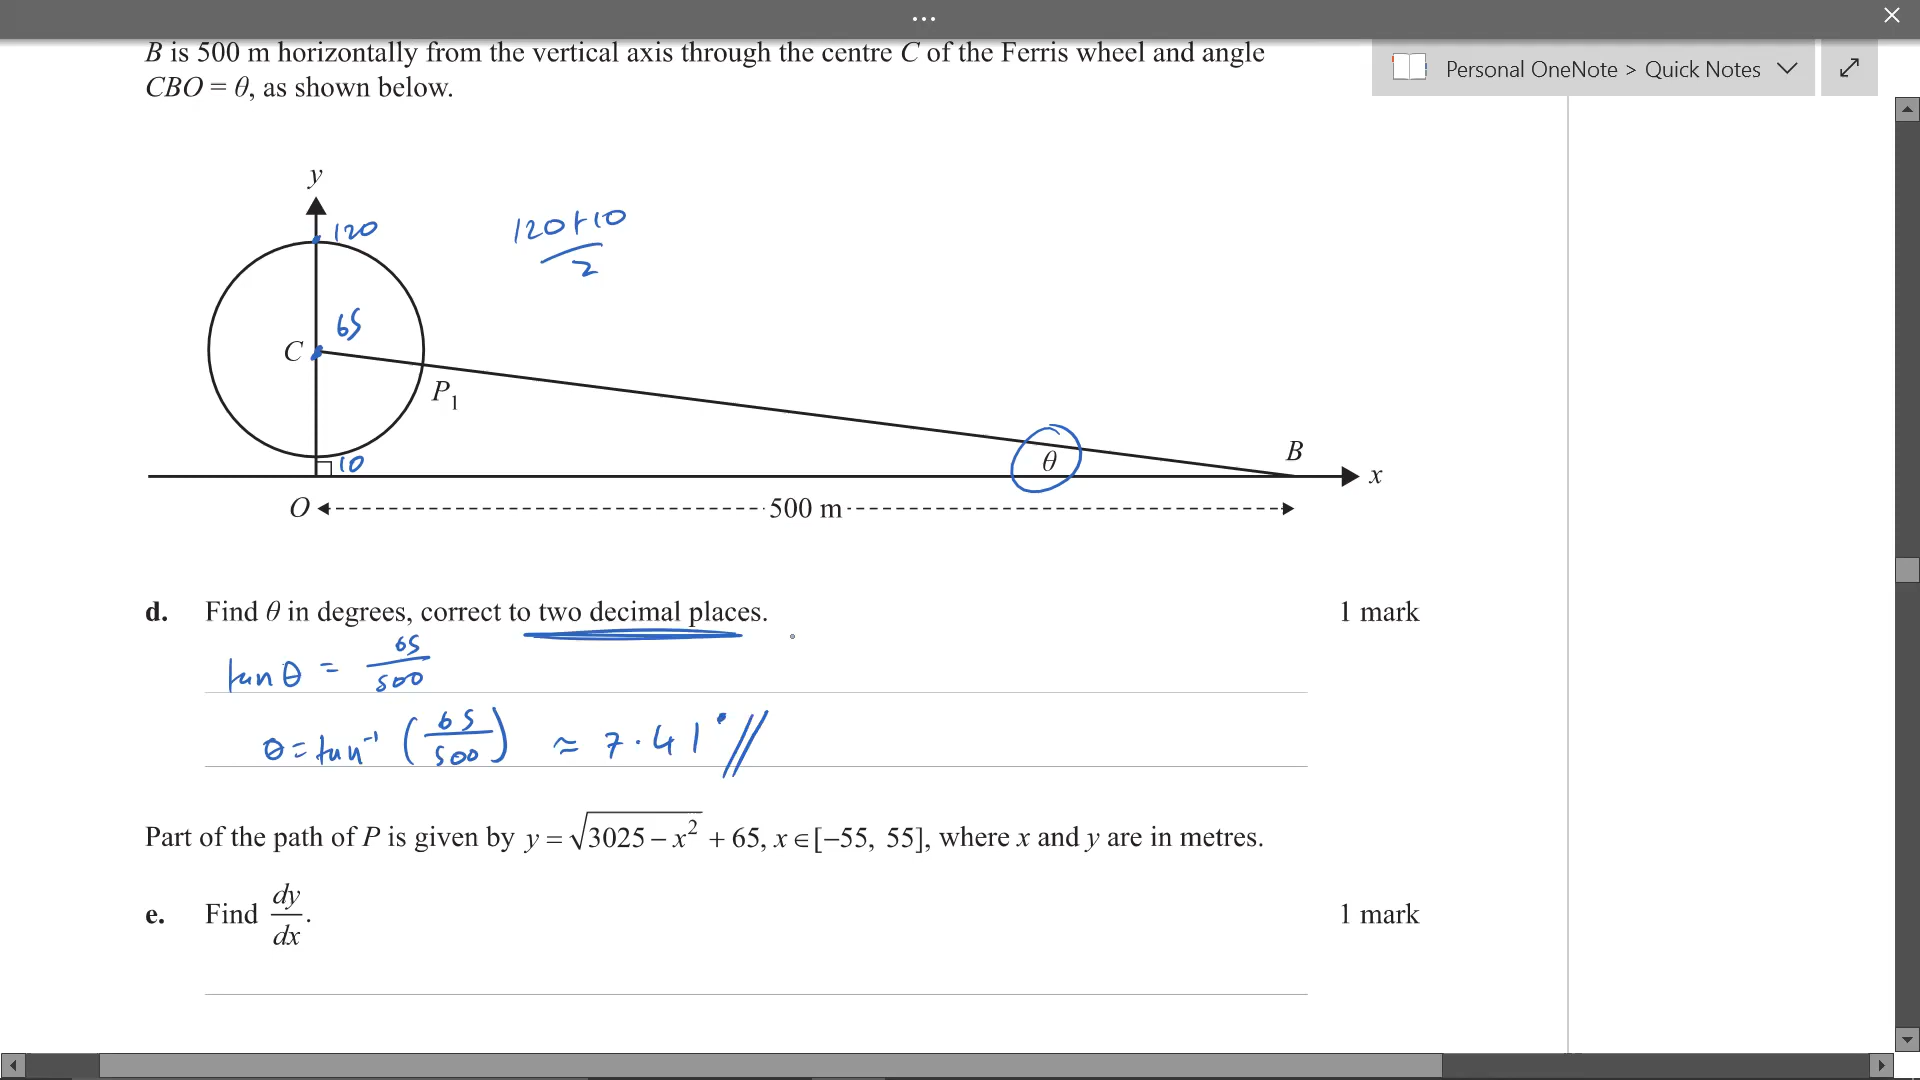 B is 500 m horizontally from the vertical axis through the centre C of the Ferris wheel and angle
CBO = θ, as shown below.
Personal OneNote > Quick Notes
y
120
120+10
2
65
C
P₁
B
θ
10
x
O
500 m
d. Find θ in degrees, correct to two decimal places. 1 mark
tan θ = 65/500
θ = tan⁻¹ (65/500) ≈ 7.41°//
Part of the path of P is given by y = √(3025 − x²) + 65, x ∈ [−55, 55], where x and y are in metres.
e. Find dy/dx. 1 mark